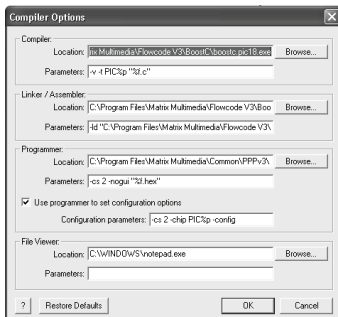 Compiler Options
Compiler:
Location: rix Multimedia\Flowcode V3\BoostC\boostc.pic18.exe Browse...
Parameters: -v -t PIC%p "%f.c"
Linker / Assembler:
Location: C:\Program Files\Matrix Multimedia\Flowcode V3\Boo Browse...
Parameters: -ld "C:\Program Files\Matrix Multimedia\Flowcode V3\
Programmer:
Location: C:\Program Files\Matrix Multimedia\Common\PPPv3\ Browse...
Parameters: -cs 2 -nogui "%f.hex"
Use programmer to set configuration options
Configuration parameters: -cs 2 -chip PIC%p -config
File Viewer:
Location: C:\WINDOWS\notepad.exe Browse...
Parameters:
? Restore Defaults OK Cancel